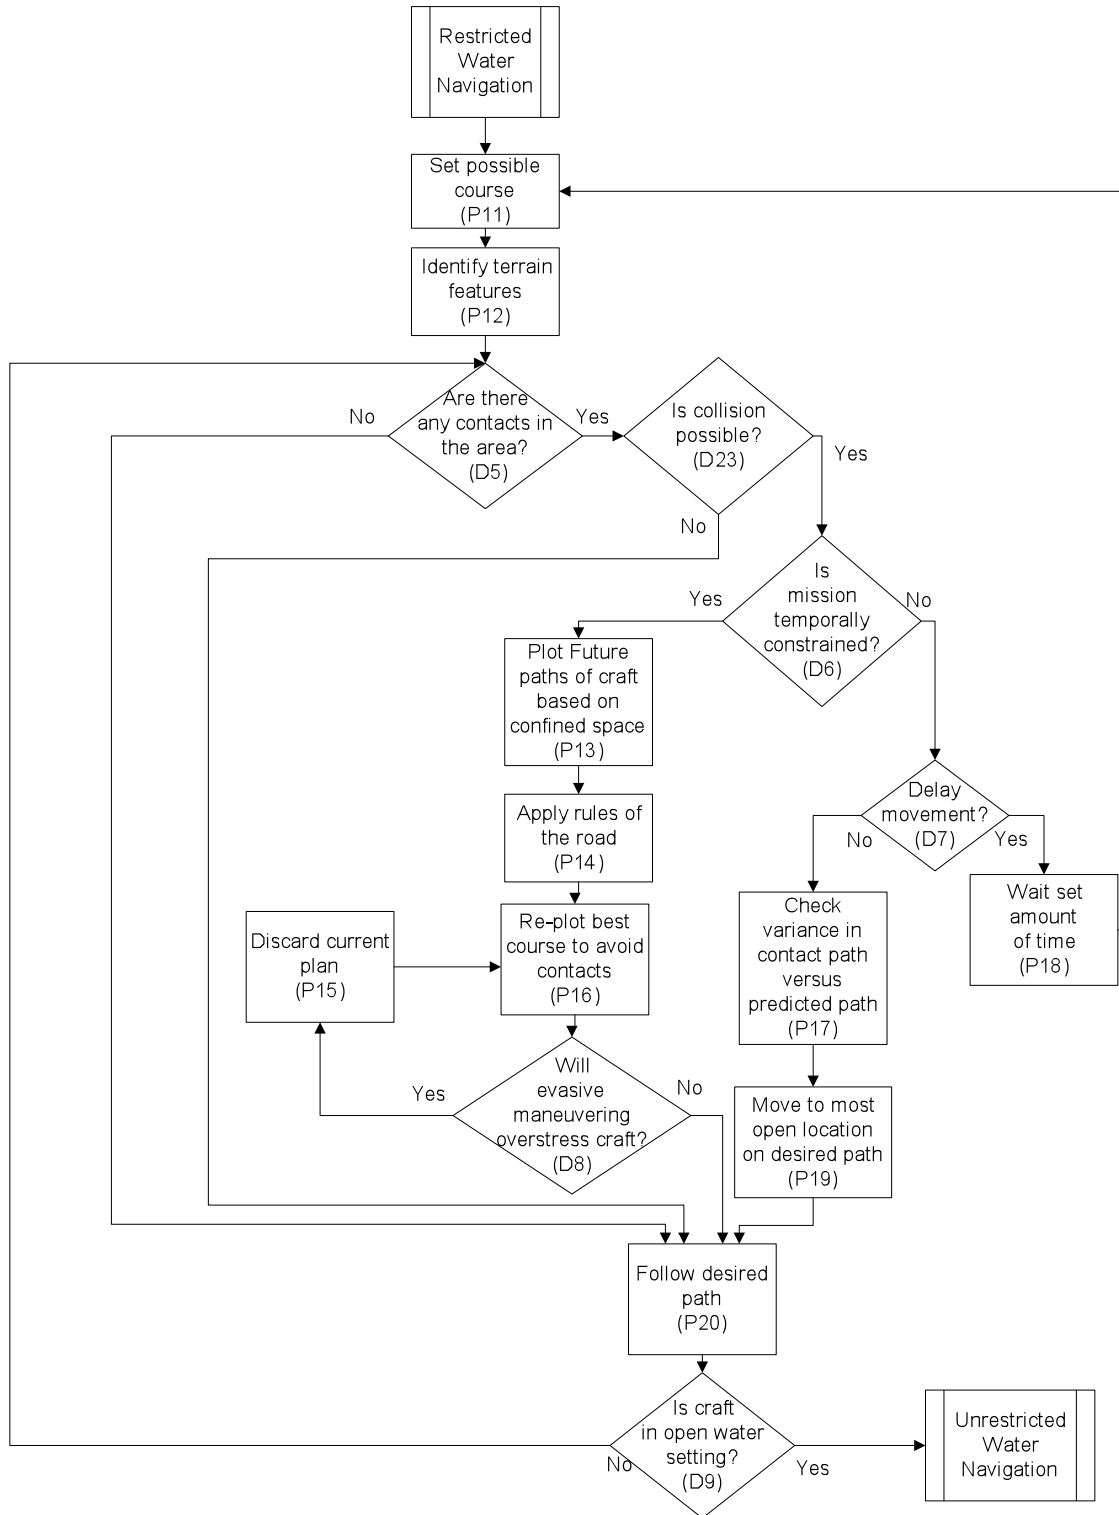 Restricted
Water
Navigation
Set possible
course
(P11)
Identify terrain
features
(P12)
Are there
any contacts in
the area?
(D5)
No
Yes
Is collision
possible?
(D23)
Yes
No
Is
mission
temporally
constrained?
(D6)
Yes
No
Plot Future
paths of craft
based on
confined space
(P13)
Delay
movement?
(D7)
No
Yes
Apply rules of
the road
(P14)
Wait set
amount
of time
(P18)
Check
variance in
contact path
versus
predicted path
(P17)
Discard current
plan
(P15)
Re-plot best
course to avoid
contacts
(P16)
Will
evasive
maneuvering
overstress craft?
(D8)
Yes
No
Move to most
open location
on desired path
(P19)
Follow desired
path
(P20)
Is craft
in open water
setting?
(D9)
No
Yes
Unrestricted
Water
Navigation